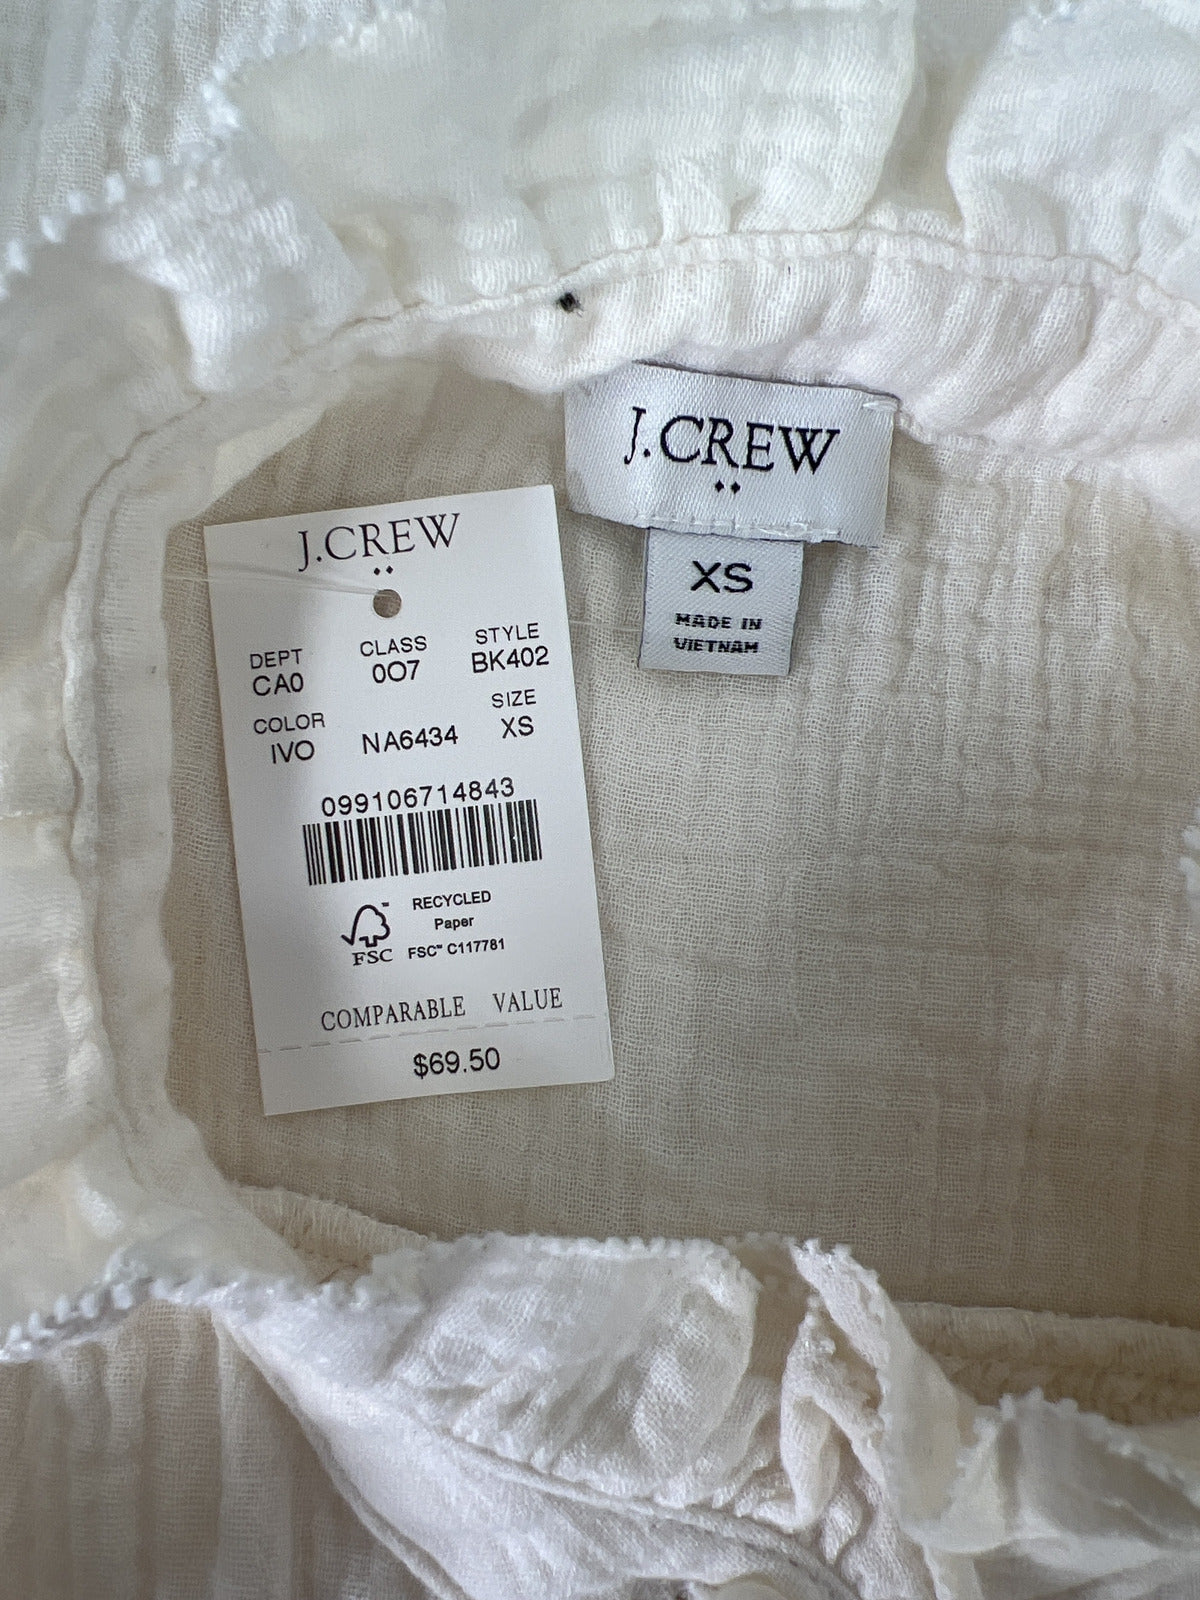 J.CREW
XS
MADE IN
VIETNAM
J.CREW
DEPT CLASS STYLE
CA0 0O7 BK402
COLOR SIZE
IVO NA6434 XS
099106714843
RECYCLED
Paper
FSC™ C117781
FSC
COMPARABLE VALUE
$69.50